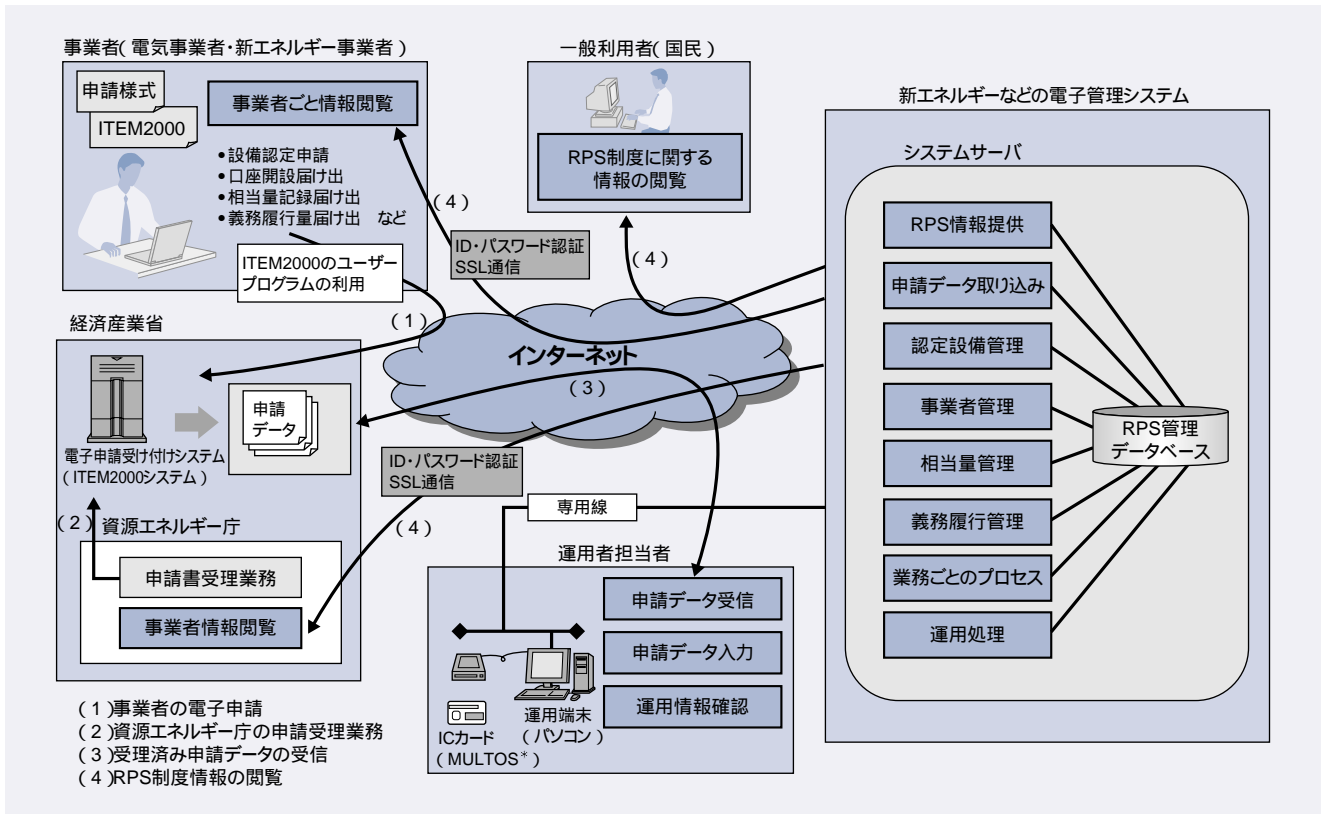 事業者(電気事業者・新エネルギー事業者)
申請様式
ITEM2000
事業者ごと情報閲覧
•設備認定申請
•口座開設届け出
•相当量記録届け出
•義務履行量届け出 など
ITEM2000のユーザー
プログラムの利用
一般利用者(国民)
RPS制度に関する
情報の閲覧
(4)
ID・パスワード認証
SSL通信
(4)
(1)
インターネット
(3)
経済産業省
電子申請受け付けシステム
(ITEM2000システム)
申請
データ
(2)
資源エネルギー庁
申請書受理業務
事業者情報閲覧
ID・パスワード認証
SSL通信
(4)
専用線
運用者担当者
申請データ受信
申請データ入力
運用情報確認
ICカード
(MULTOS*)
運用端末
(パソコン)
新エネルギーなどの電子管理システム
システムサーバ
RPS情報提供
申請データ取り込み
認定設備管理
事業者管理
相当量管理
義務履行管理
業務ごとのプロセス
運用処理
RPS管理
データベース
(1)事業者の電子申請
(2)資源エネルギー庁の申請受理業務
(3)受理済み申請データの受信
(4)RPS制度情報の閲覧